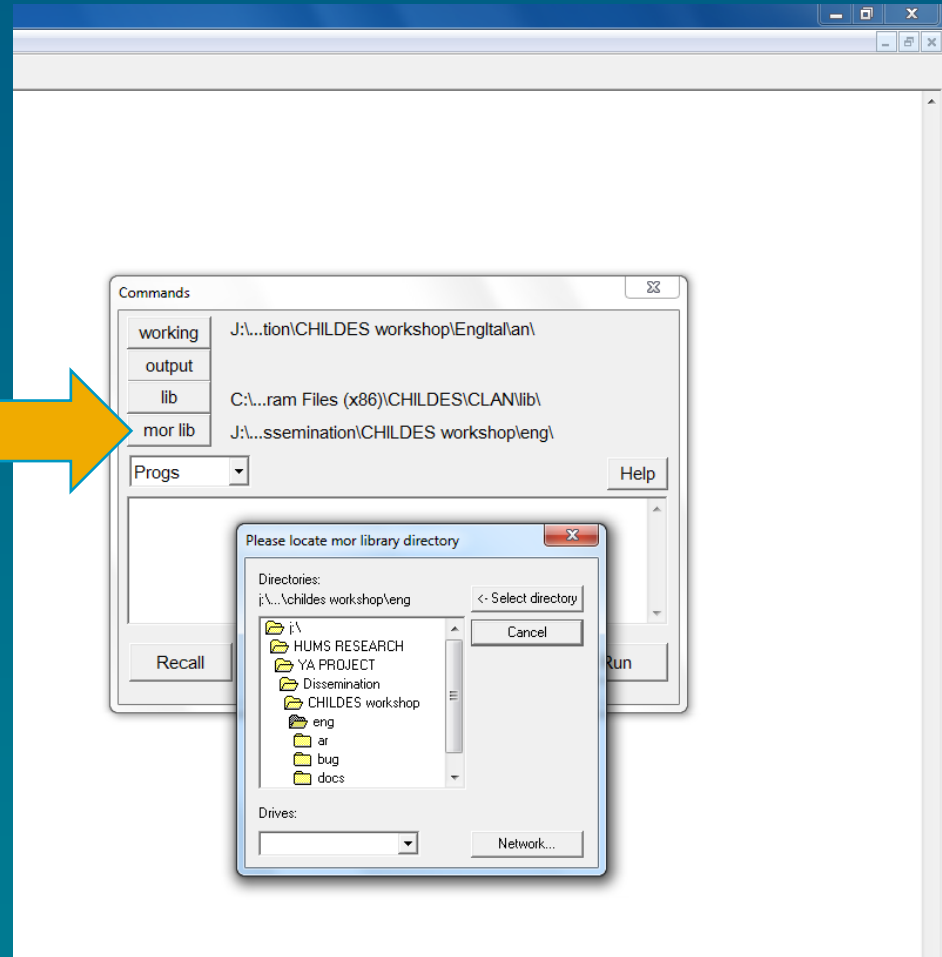 Commands
working J:\...tion\CHILDES workshop\EngItal\an\
output
lib C:\...ram Files (x86)\CHILDES\CLAN\lib\
mor lib J:\...ssemination\CHILDES workshop\eng\
Progs Help
Please locate mor library directory
Directories:
j:\...\childes workshop\eng <- Select directory
j:\ Cancel
HUMS RESEARCH
Recall YA PROJECT
Dissemination
CHILDES workshop
eng
ar
bug
docs
Drives:
Network...